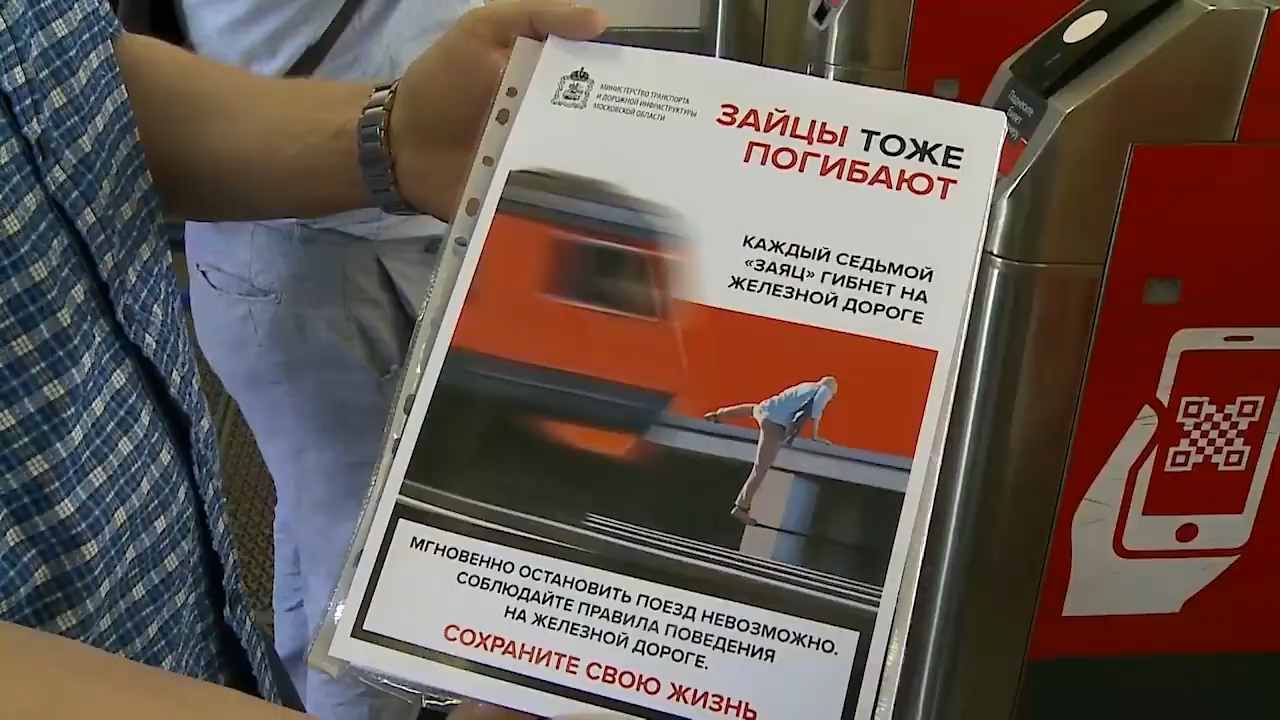 МИНИСТЕРСТВО ТРАНСПОРТА
И ДОРОЖНОЙ ИНФРАСТРУКТУРЫ
МОСКОВСКОЙ ОБЛАСТИ
ЗАЙЦЫ ТОЖЕ
ПОГИБАЮТ
КАЖДЫЙ СЕДЬМОЙ
«ЗАЯЦ» ГИБНЕТ НА
ЖЕЛЕЗНОЙ ДОРОГЕ
МГНОВЕННО ОСТАНОВИТЬ ПОЕЗД НЕВОЗМОЖНО.
СОБЛЮДАЙТЕ ПРАВИЛА ПОВЕДЕНИЯ
НА ЖЕЛЕЗНОЙ ДОРОГЕ.
СОХРАНИТЕ СВОЮ ЖИЗНЬ